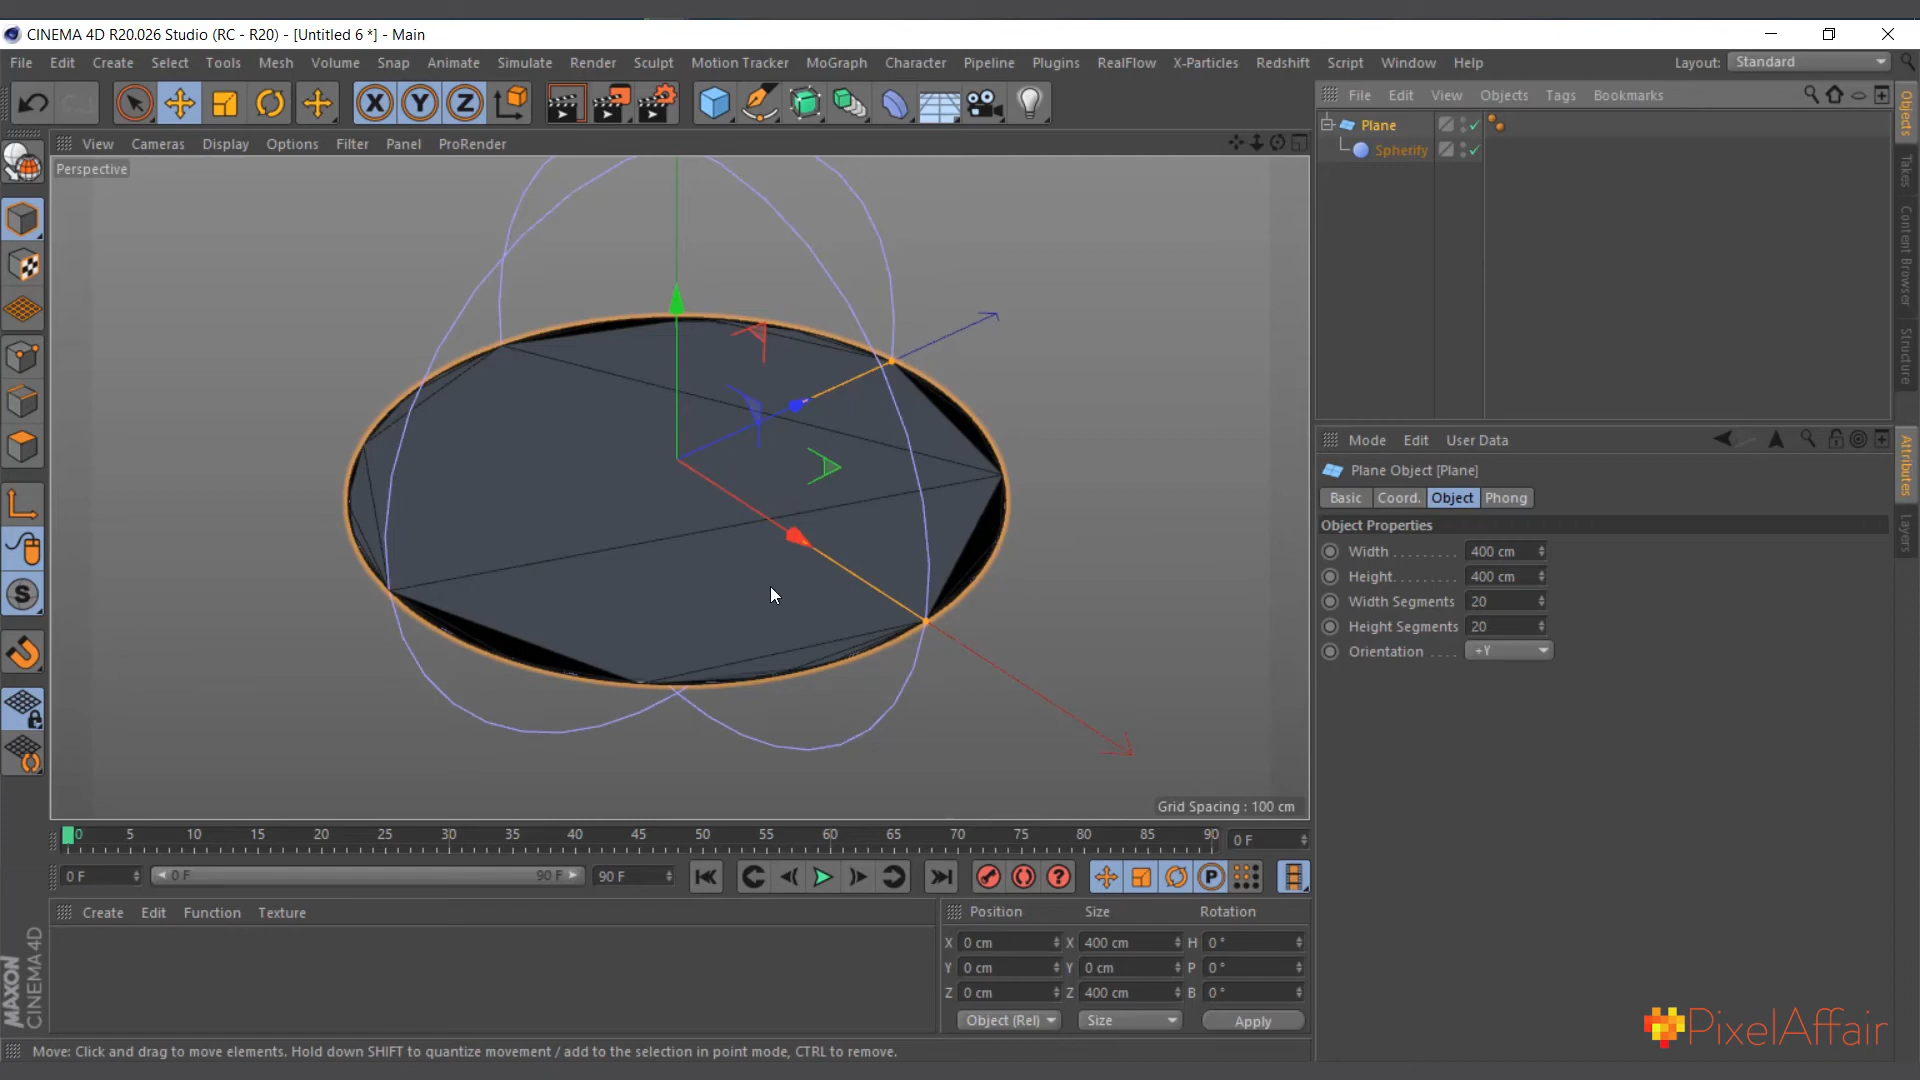 CINEMA 4D R20.026 Studio (RC - R20) - [Untitled 6 *] - Main
File Edit Create Select Tools Mesh Volume Snap Animate Simulate Render Sculpt Motion Tracker MoGraph Character Pipeline Plugins RealFlow X-Particles Redshift Script Window Help Layout: Standard
X Y Z
View Cameras Display Options Filter Panel ProRender
Perspective
Grid Spacing : 100 cm
File Edit View Objects Tags Bookmarks
Plane
Spherify
Objects
Takes
Content Browser
Structure
Mode Edit User Data
Plane Object [Plane]
Basic Coord. Object Phong
Object Properties
Width . . . . . . . . . 400 cm
Height. . . . . . . . . 400 cm
Width Segments 20
Height Segments 20
Orientation . . . . +Y
Attributes
Layers
S
0 5 10 15 20 25 30 35 40 45 50 55 60 65 70 75 80 85 90 0 F
0 F 0 F 90 F 90 F ? P
Create Edit Function Texture
Position Size Rotation
X 0 cm X 400 cm H 0 °
Y 0 cm Y 0 cm P 0 °
Z 0 cm Z 400 cm B 0 °
Object (Rel) Size Apply
MAXON
CINEMA 4D
Move: Click and drag to move elements. Hold down SHIFT to quantize movement / add to the selection in point mode, CTRL to remove.
PixelAffair